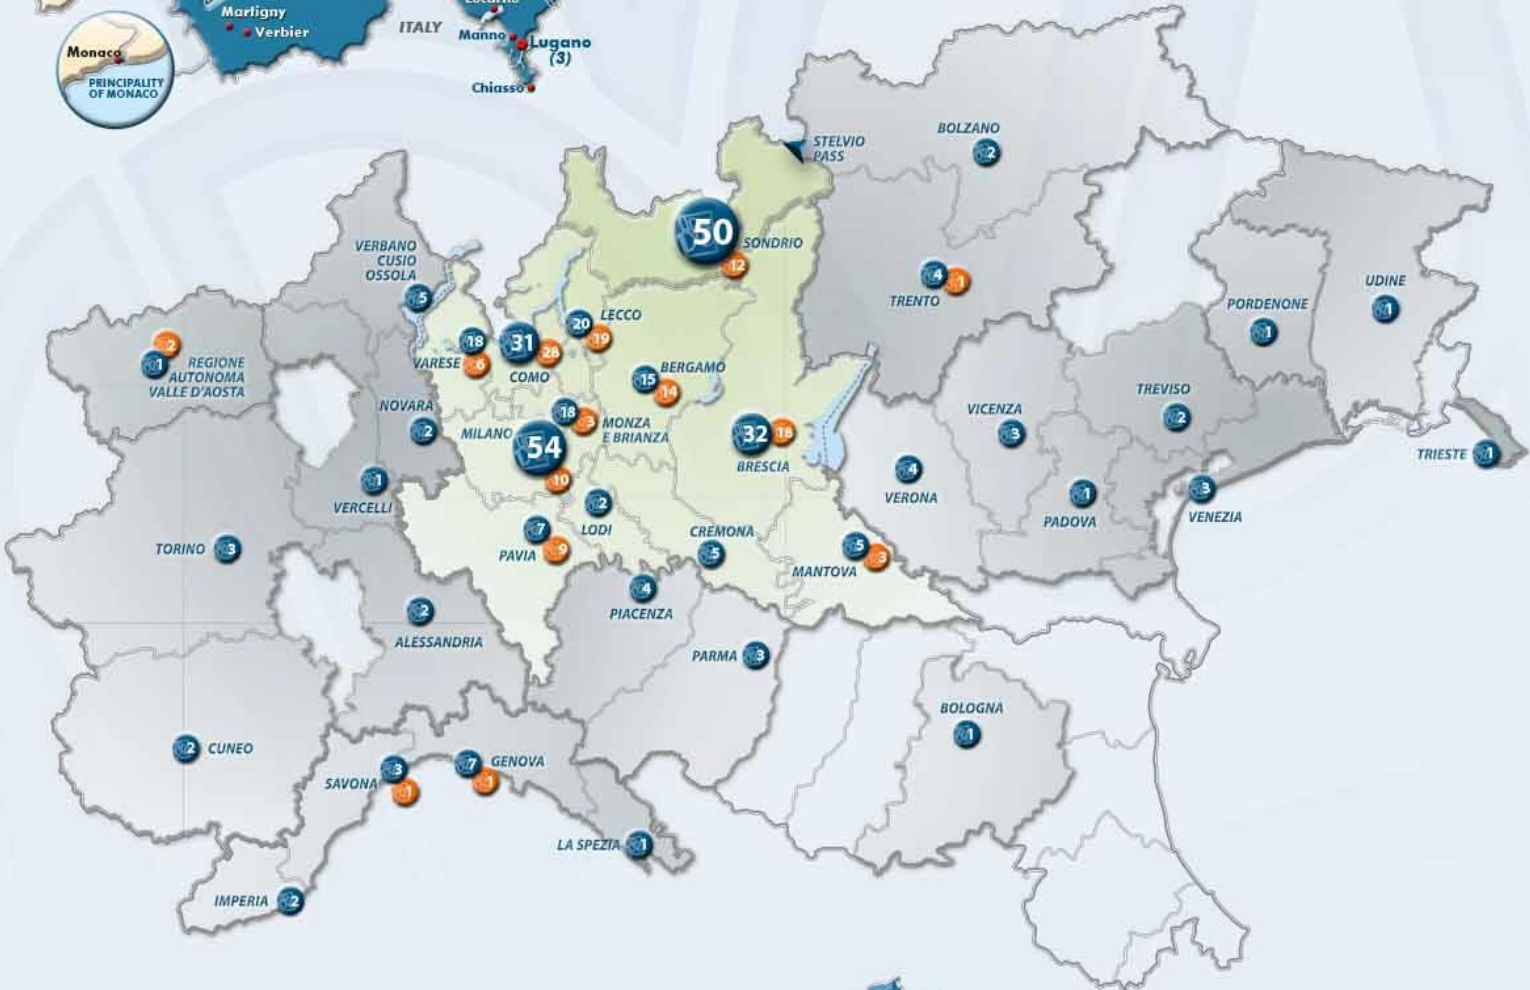 Locarno
Martigny
Verbier
ITALY
Manno
Lugano
(3)
Monaco
PRINCIPALITY
OF MONACO
Chiasso
STELVIO
PASS
BOLZANO
2
50
SONDRIO
12
VERBANO
CUSIO
OSSOLA
5
4
1
TRENTO
UDINE
1
PORDENONE
1
20
LECCO
19
18
VARESE
6
31
28
COMO
2
1
REGIONE
AUTONOMA
VALLE D'AOSTA
15
BERGAMO
14
TREVISO
2
NOVARA
2
18
3
MONZA
E BRIANZA
MILANO
54
10
32
18
BRESCIA
VICENZA
3
TRIESTE
1
4
VERONA
1
VERCELLI
1
PADOVA
3
VENEZIA
2
LODI
7
PAVIA
9
CREMONA
5
5
3
MANTOVA
TORINO
3
4
PIACENZA
2
ALESSANDRIA
PARMA
3
BOLOGNA
1
2
CUNEO
3
SAVONA
1
7
GENOVA
1
LA SPEZIA
1
IMPERIA
2